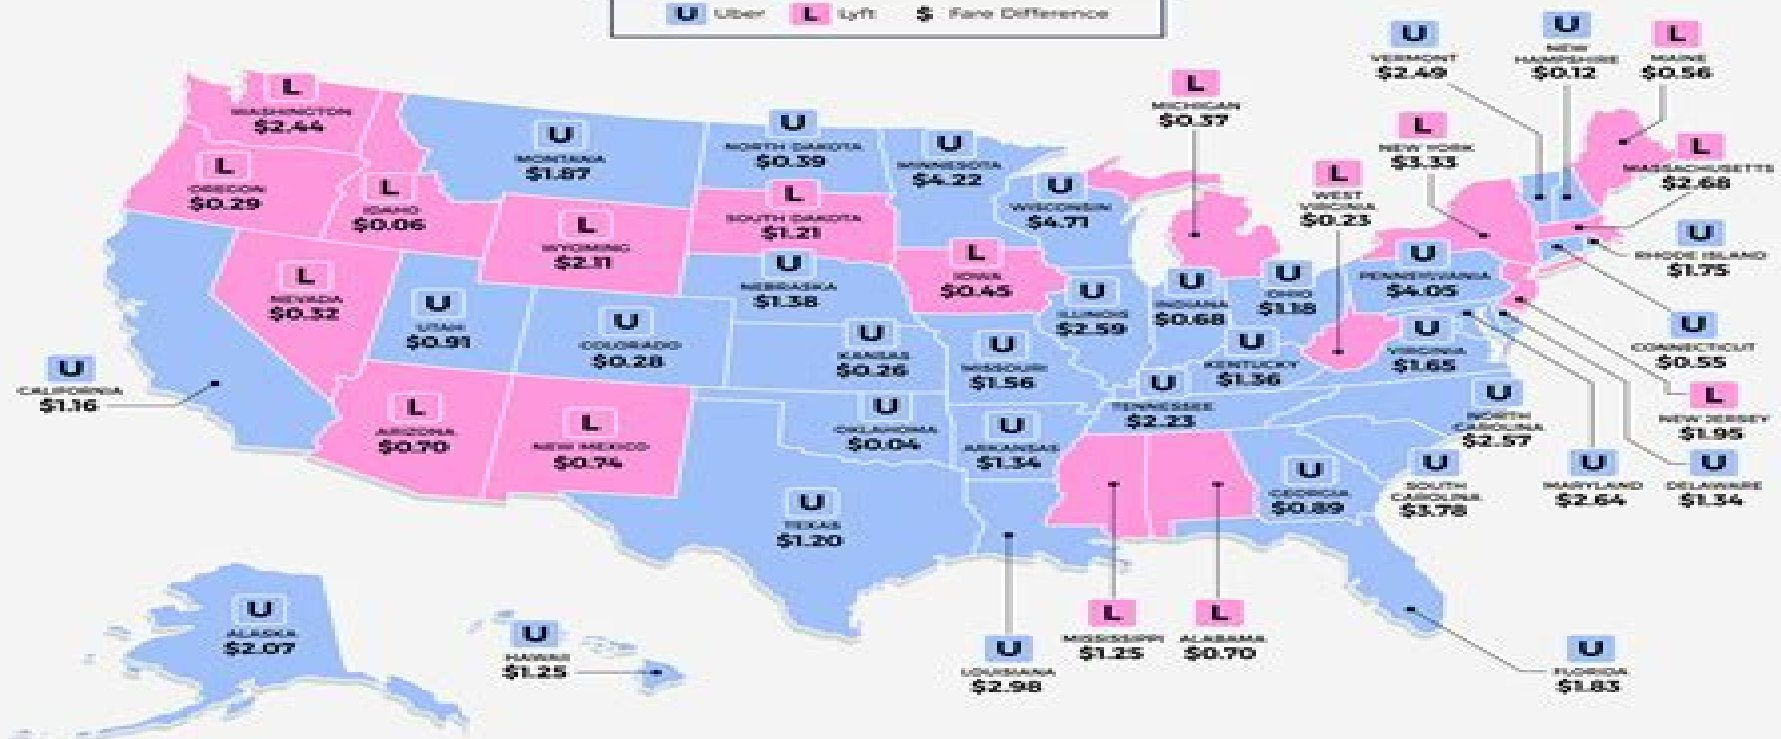 U Uber L Lyft $ Fare Difference
U
VERMONT
$2.49
U
NEW
HAMPSHIRE
$0.12
L
MAINE
$0.56
L
WASHINGTON
$2.44
L
MICHIGAN
$0.37
L
NEW YORK
$3.33
L
MASSACHUSETTS
$2.68
U
MONTANA
$1.87
U
NORTH DAKOTA
$0.39
U
MINNESOTA
$4.22
L
OREGON
$0.29
L
IDAHO
$0.06
L
WYOMING
$2.11
L
SOUTH DAKOTA
$1.21
U
WISCONSIN
$4.71
L
WEST
VIRGINIA
$0.23
U
RHODE ISLAND
$1.75
L
NEVADA
$0.32
U
UTAH
$0.91
U
COLORADO
$0.28
U
NEBRASKA
$1.38
L
IOWA
$0.45
U
ILLINOIS
$2.59
U
INDIANA
$0.68
U
OHIO
$1.18
U
PENNSYLVANIA
$4.05
U
CONNECTICUT
$0.55
U
CALIFORNIA
$1.16
U
KANSAS
$0.26
U
MISSOURI
$1.56
U
KENTUCKY
$1.36
U
VIRGINIA
$1.65
L
NEW JERSEY
$1.95
L
ARIZONA
$0.70
L
NEW MEXICO
$0.74
U
OKLAHOMA
$0.04
U
ARKANSAS
$1.34
U
TENNESSEE
$2.23
U
NORTH
CAROLINA
$2.57
U
TEXAS
$1.20
U
GEORGIA
$0.89
U
SOUTH
CAROLINA
$3.78
U
MARYLAND
$2.64
U
DELAWARE
$1.34
U
ALASKA
$2.07
U
HAWAII
$1.25
U
LOUISIANA
$2.98
L
MISSISSIPPI
$1.25
L
ALABAMA
$0.70
U
FLORIDA
$1.83